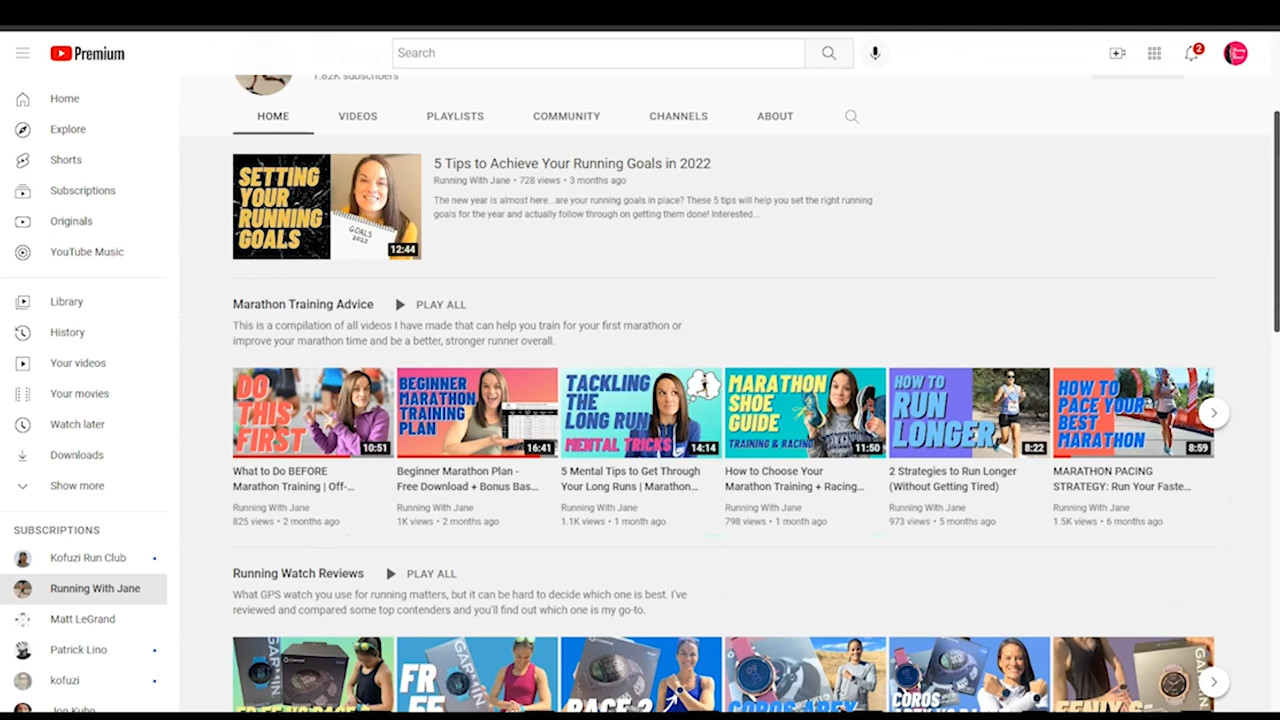 Premium
Search
2
1.82K subscribers
HOME VIDEOS PLAYLISTS COMMUNITY CHANNELS ABOUT
Home
Explore
Shorts
Subscriptions
Originals
YouTube Music
Library
History
Your videos
Your movies
Watch later
Downloads
Show more
SUBSCRIPTIONS
Kofuzi Run Club
Running With Jane
Matt LeGrand
Patrick Lino
kofuzi
SETTING
YOUR
RUNNING
GOALS
GOALS
2022
12:44
5 Tips to Achieve Your Running Goals in 2022
Running With Jane • 728 views • 3 months ago
The new year is almost here...are your running goals in place? These 5 tips will help you set the right running
goals for the year and actually follow through on getting them done! Interested...
Marathon Training Advice PLAY ALL
This is a compilation of all videos I have made that can help you train for your first marathon or
improve your marathon time and be a better, stronger runner overall.
DO
THIS
FIRST
10:51
What to Do BEFORE
Marathon Training | Off-...
Running With Jane
825 views • 2 months ago
BEGINNER
MARATHON
TRAINING
PLAN
16:41
Beginner Marathon Plan -
Free Download + Bonus Bas...
Running With Jane
1K views • 2 months ago
TACKLING
THE
LONG RUN
MENTAL TRICKS
14:14
5 Mental Tips to Get Through
Your Long Runs | Marathon...
Running With Jane
1.1K views • 1 month ago
MARATHON
SHOE
GUIDE
TRAINING & RACING
11:50
How to Choose Your
Marathon Training + Racing...
Running With Jane
798 views • 1 month ago
HOW TO
RUN
LONGER
8:22
2 Strategies to Run Longer
(Without Getting Tired)
Running With Jane
973 views • 5 months ago
HOW TO
PACE YOUR
BEST
MARATHON
8:59
MARATHON PACING
STRATEGY: Run Your Faste...
Running With Jane
1.5K views • 6 months ago
Running Watch Reviews PLAY ALL
What GPS watch you use for running matters, but it can be hard to decide which one is best. I've
reviewed and compared some top contenders and you'll find out which one is my go-to.
GARMIN
FR
GARMIN
PACE 2
COROS
GARMIN